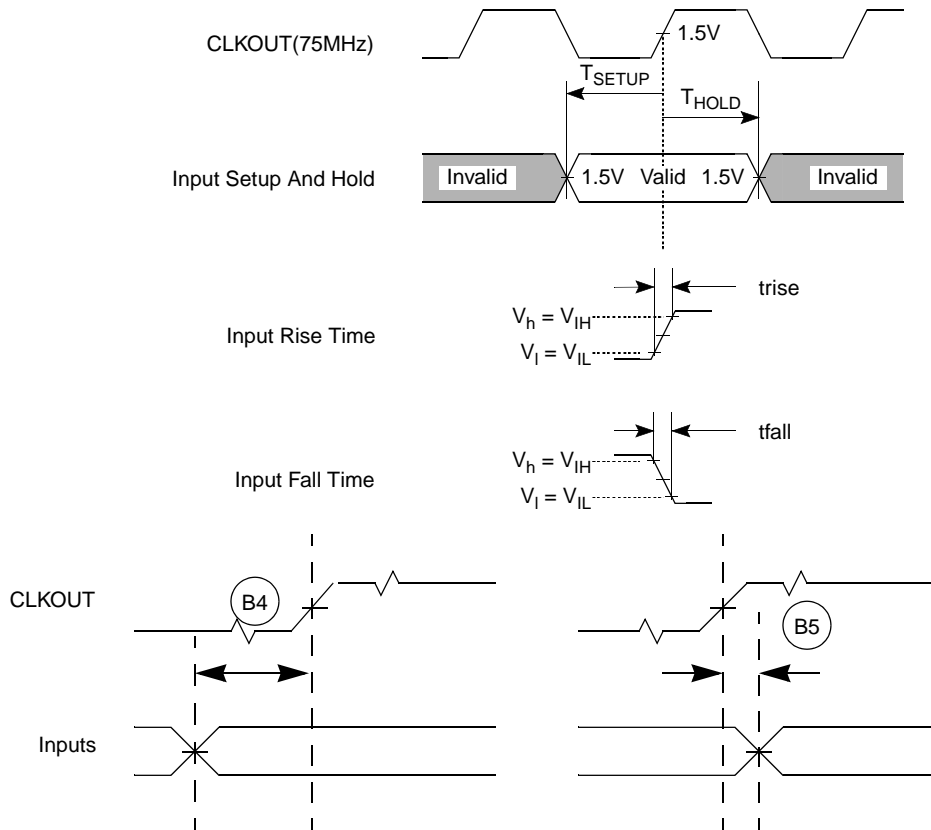 CLKOUT(75MHz)
1.5V
TSETUP
THOLD
Input Setup And Hold
Invalid
1.5V Valid 1.5V
Invalid
trise
Input Rise Time
Vh = VIH
Vl = VIL
tfall
Input Fall Time
Vh = VIH
Vl = VIL
CLKOUT
B4
B5
Inputs